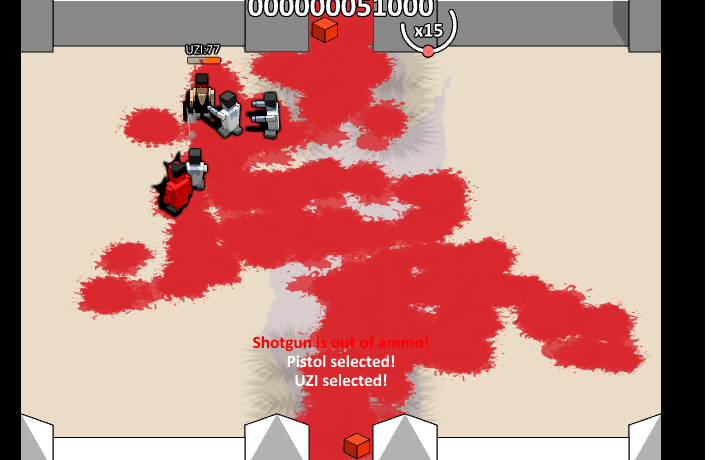 000000051000
x15
UZI:77
Shotgun is out of ammo!
Pistol selected!
UZI selected!